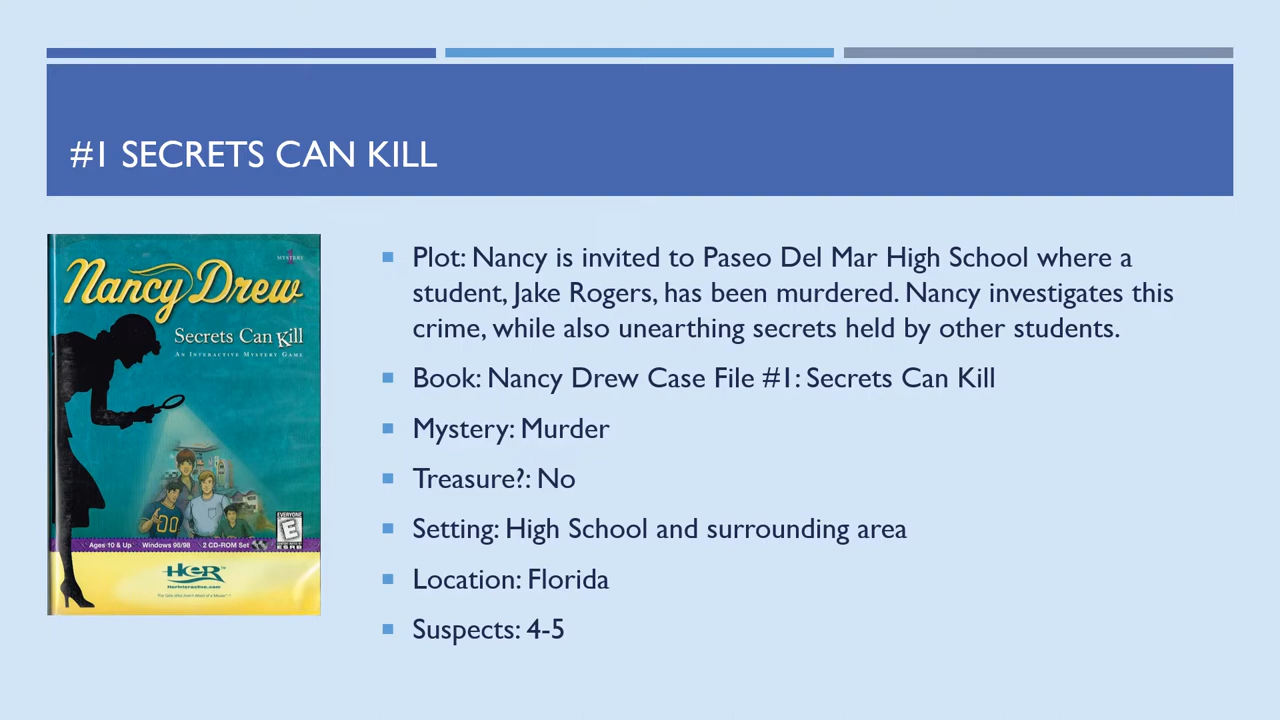 #1 SECRETS CAN KILL
MYSTERY
Nancy Drew
Secrets Can Kill
AN INTERACTIVE MYSTERY GAME
EVERYONE
E
ESRB
Ages 10 & Up Windows 95/98 2 CD-ROM Set
HeR
HerInteractive.com
Plot: Nancy is invited to Paseo Del Mar High School where a
student, Jake Rogers, has been murdered. Nancy investigates this
crime, while also unearthing secrets held by other students.
Book: Nancy Drew Case File #1: Secrets Can Kill
Mystery: Murder
Treasure?: No
Setting: High School and surrounding area
Location: Florida
Suspects: 4-5